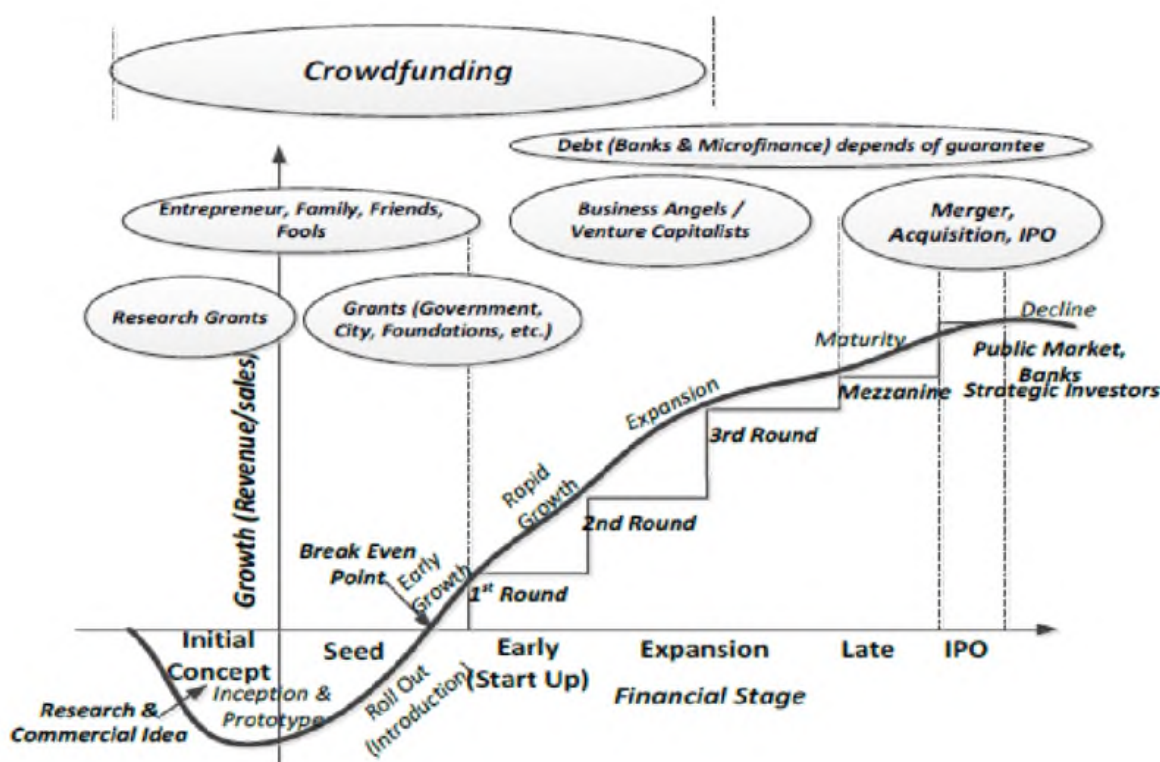 Crowdfunding
Debt (Banks & Microfinance) depends of guarantee
Entrepreneur, Family, Friends,
Fools
Business Angels /
Venture Capitalists
Merger,
Acquisition, IPO
Research Grants
Grants (Government,
City, Foundations, etc.)
Growth (Revenue/sales,
Decline
Maturity
Public Market,
Banks
Strategic Investors
Mezzanine
Expansion
3rd Round
Rapid
Growth
2nd Round
Break Even
Point
Early
Growth
1st Round
Initial
Concept
Seed
Early
(Start Up)
Expansion
Late
IPO
Financial Stage
Inception &
Prototype
Roll Out
(Introduction)
Research &
Commercial Idea